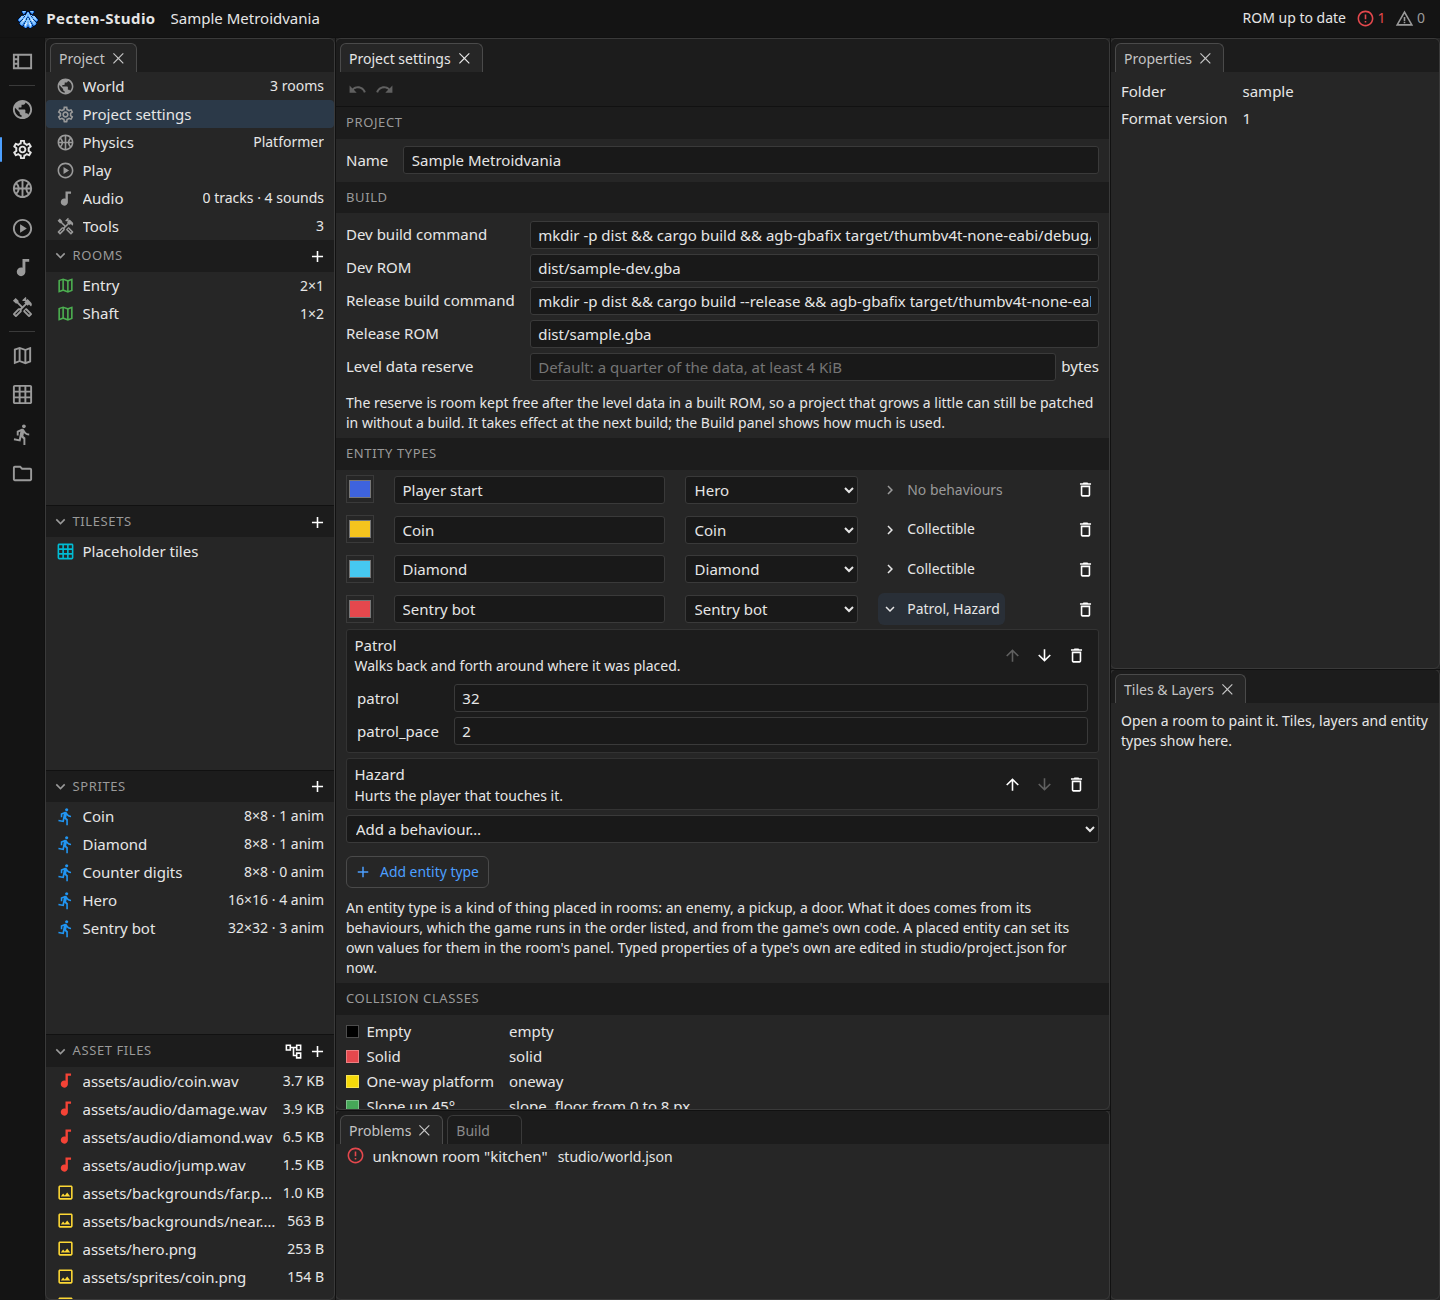 Pecten-Studio Sample Metroidvania ROM up to date 1 0
Project
World 3 rooms
Project settings
Physics Platformer
Play
Audio 0 tracks · 4 sounds
Tools 3
ROOMS
Entry 2×1
Shaft 1×2
TILESETS
Placeholder tiles
SPRITES
Coin 8×8 · 1 anim
Diamond 8×8 · 1 anim
Counter digits 8×8 · 0 anim
Hero 16×16 · 4 anim
Sentry bot 32×32 · 3 anim
ASSET FILES
assets/audio/coin.wav 3.7 KB
assets/audio/damage.wav 3.9 KB
assets/audio/diamond.wav 6.5 KB
assets/audio/jump.wav 1.5 KB
assets/backgrounds/far.p... 1.0 KB
assets/backgrounds/near.... 563 B
assets/hero.png 253 B
assets/sprites/coin.png 154 B
Project settings
PROJECT
Name Sample Metroidvania
BUILD
Dev build command mkdir -p dist && cargo build && agb-gbafix target/thumbv4t-none-eabi/debug/
Dev ROM dist/sample-dev.gba
Release build command mkdir -p dist && cargo build --release && agb-gbafix target/thumbv4t-none-eal
Release ROM dist/sample.gba
Level data reserve Default: a quarter of the data, at least 4 KiB bytes
The reserve is room kept free after the level data in a built ROM, so a project that grows a little can still be patched
in without a build. It takes effect at the next build; the Build panel shows how much is used.
ENTITY TYPES
Player start Hero No behaviours
Coin Coin Collectible
Diamond Diamond Collectible
Sentry bot Sentry bot Patrol, Hazard
Patrol
Walks back and forth around where it was placed.
patrol 32
patrol_pace 2
Hazard
Hurts the player that touches it.
Add a behaviour...
Add entity type
An entity type is a kind of thing placed in rooms: an enemy, a pickup, a door. What it does comes from its
behaviours, which the game runs in the order listed, and from the game's own code. A placed entity can set its
own values for them in the room's panel. Typed properties of a type's own are edited in studio/project.json for
now.
COLLISION CLASSES
Empty empty
Solid solid
One-way platform oneway
Slope up 45° slope, floor from 0 to 8 px
Problems Build
unknown room "kitchen" studio/world.json
Properties
Folder sample
Format version 1
Tiles & Layers
Open a room to paint it. Tiles, layers and entity
types show here.